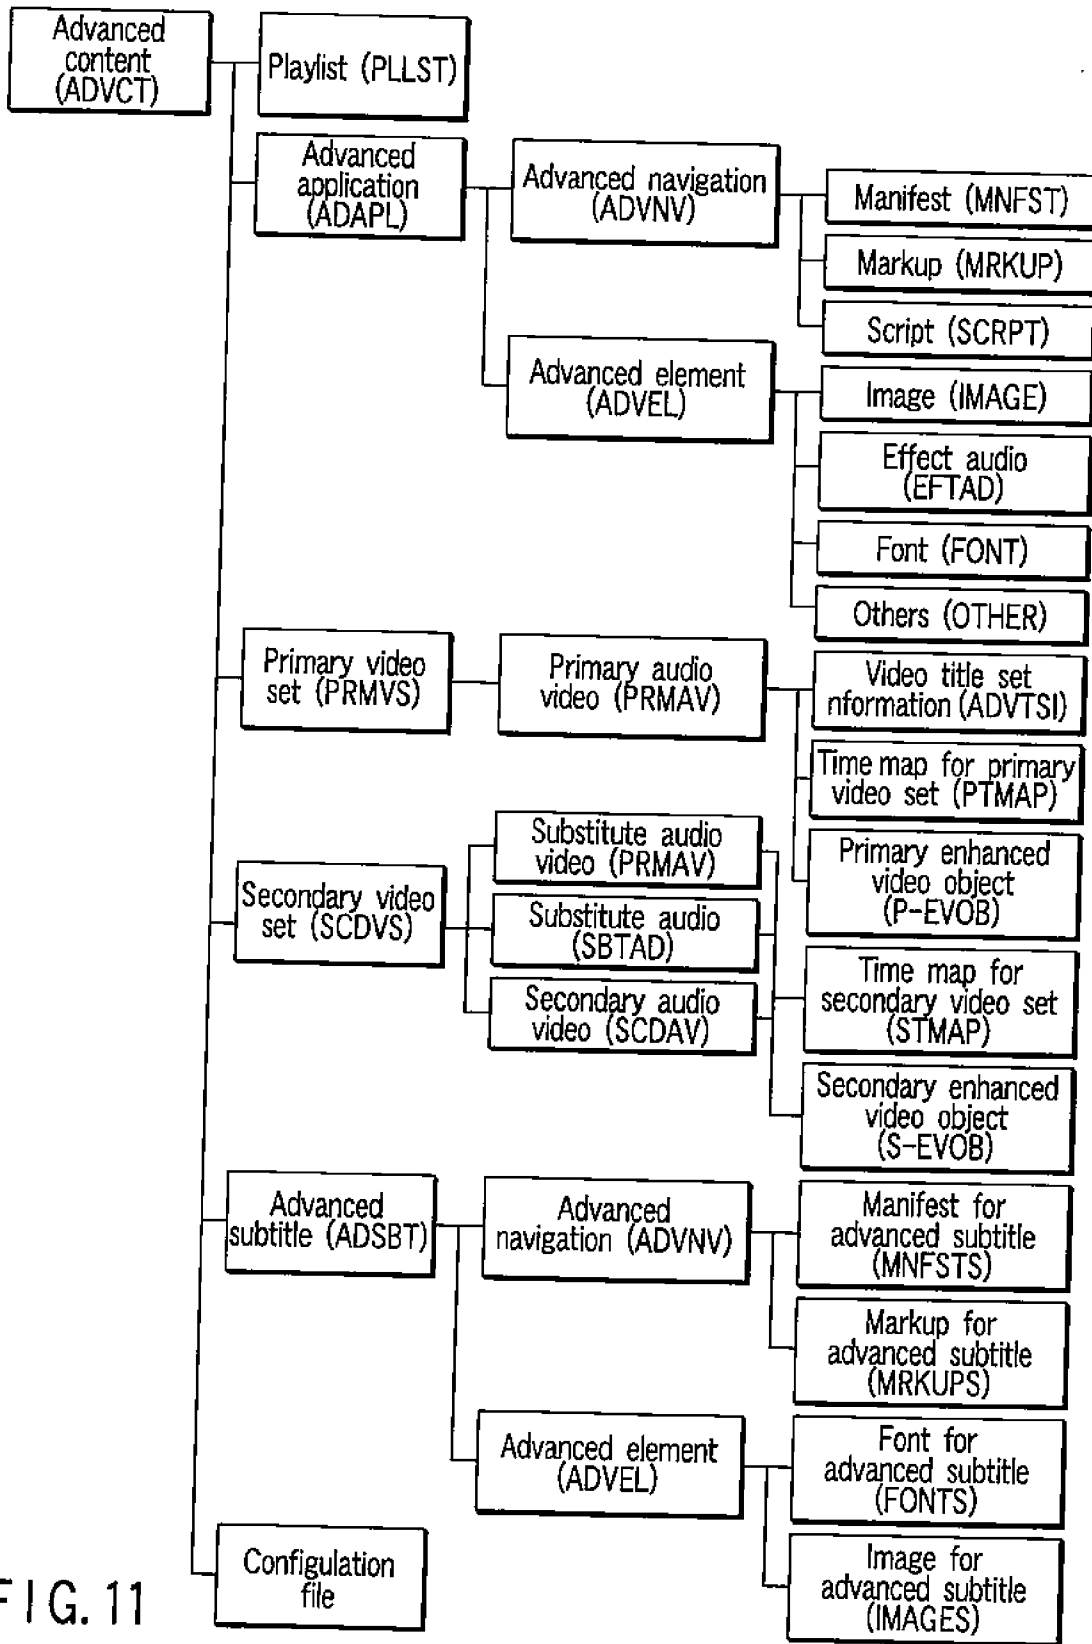 Advanced
content
(ADVCT)
Playlist (PLLST)
Advanced
application
(ADAPL)
Advanced navigation
(ADVNV)
Manifest (MNFST)
Markup (MRKUP)
Script (SCRPT)
Advanced element
(ADVEL)
Image (IMAGE)
Effect audio
(EFTAD)
Font (FONT)
Others (OTHER)
Primary video
set (PRMVS)
Primary audio
video (PRMAV)
Video title set
nformation (ADVTSI)
Time map for primary
video set (PTMAP)
Primary enhanced
video object
(P-EVOB)
Secondary video
set (SCDVS)
Substitute audio
video (PRMAV)
Substitute audio
(SBTAD)
Secondary audio
video (SCDAV)
Time map for
secondary video set
(STMAP)
Secondary enhanced
video object
(S-EVOB)
Advanced
subtitle (ADSBT)
Advanced
navigation (ADVNV)
Manifest for
advanced subtitle
(MNFSTS)
Markup for
advanced subtitle
(MRKUPS)
Advanced element
(ADVEL)
Font for
advanced subtitle
(FONTS)
Image for
advanced subtitle
(IMAGES)
Configulation
file
FIG. 11